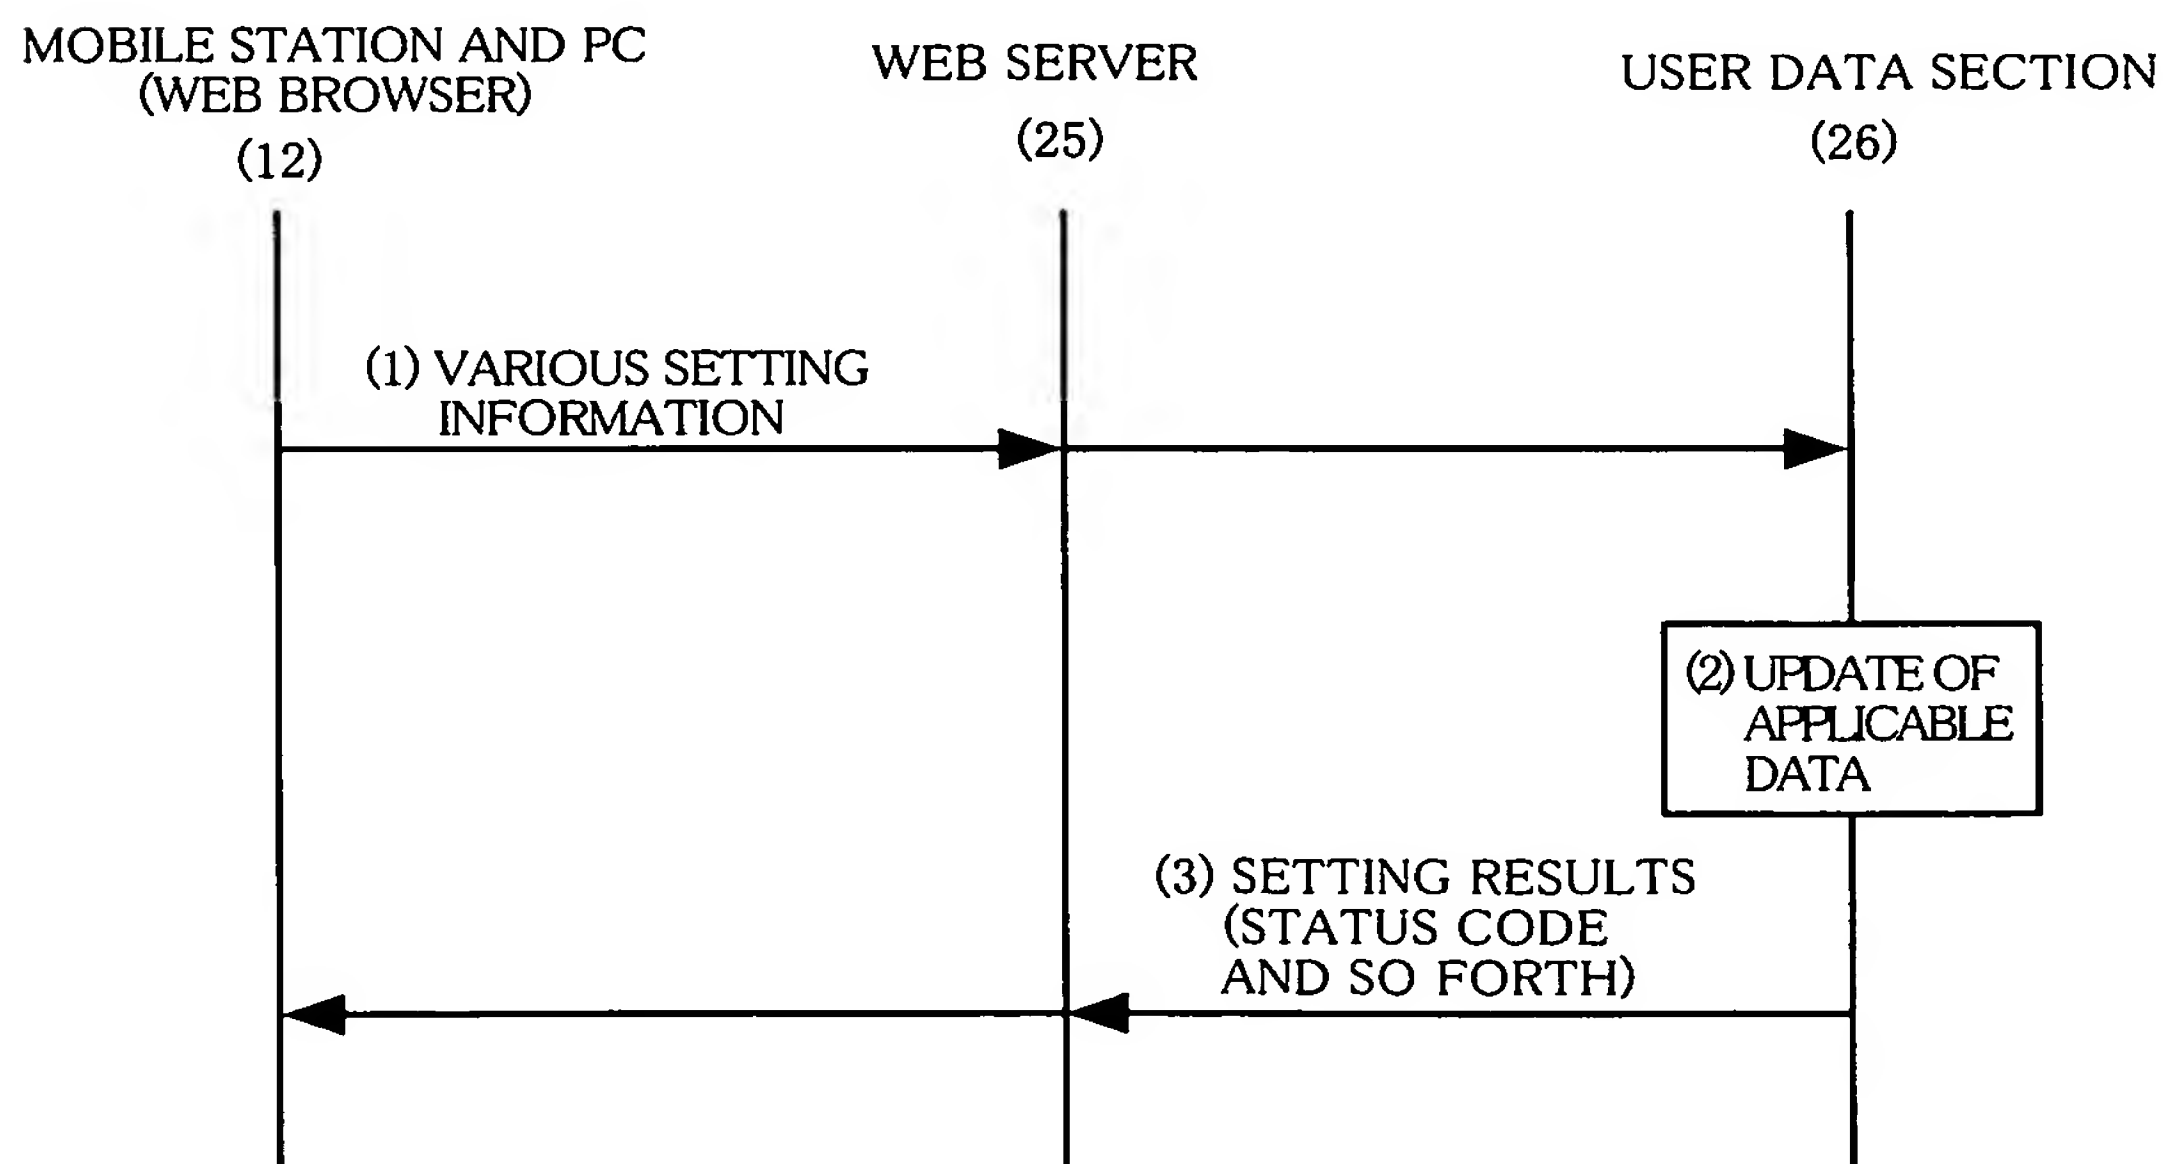 MOBILE STATION AND PC
(WEB BROWSER)
(12)
WEB SERVER
(25)
USER DATA SECTION
(26)
(1) VARIOUS SETTING
INFORMATION
(2) UPDATE OF
APPLICABLE
DATA
(3) SETTING RESULTS
(STATUS CODE
AND SO FORTH)